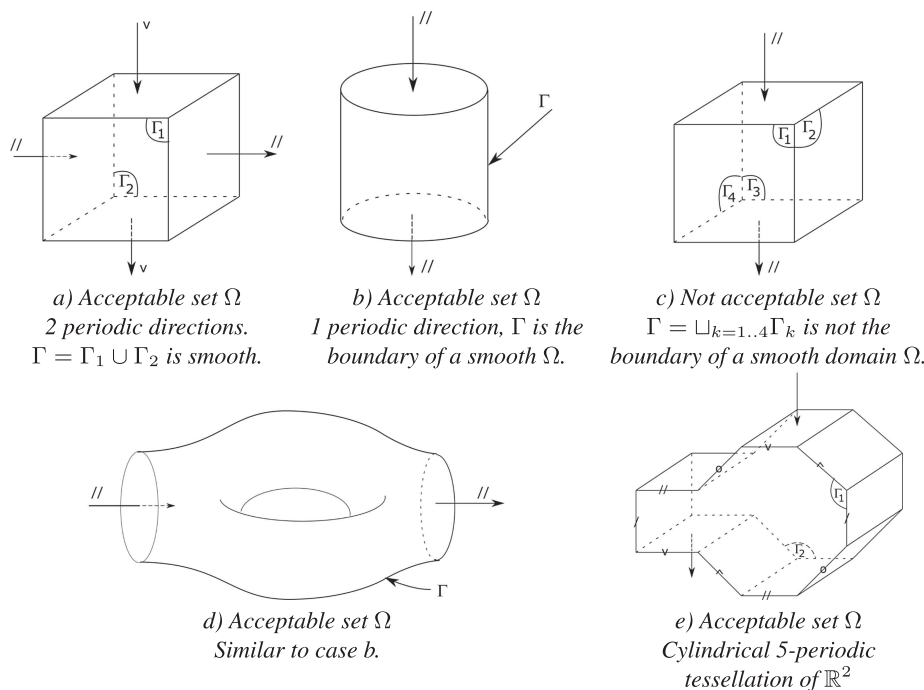 v
//
//
Γ1
Γ2
v
a) Acceptable set Ω
2 periodic directions.
Γ = Γ1 ∪ Γ2 is smooth.
//
Γ
//
b) Acceptable set Ω
1 periodic direction, Γ is the
boundary of a smooth Ω.
//
Γ1 Γ2
Γ4 Γ3
//
c) Not acceptable set Ω
Γ = ⊔k=1..4Γk is not the
boundary of a smooth domain Ω.
//
//
Γ
d) Acceptable set Ω
Similar to case b.
v
o
^
//
Γ1
/
/
Γ2
v
^
o
//
e) Acceptable set Ω
Cylindrical 5-periodic
tessellation of ℝ2